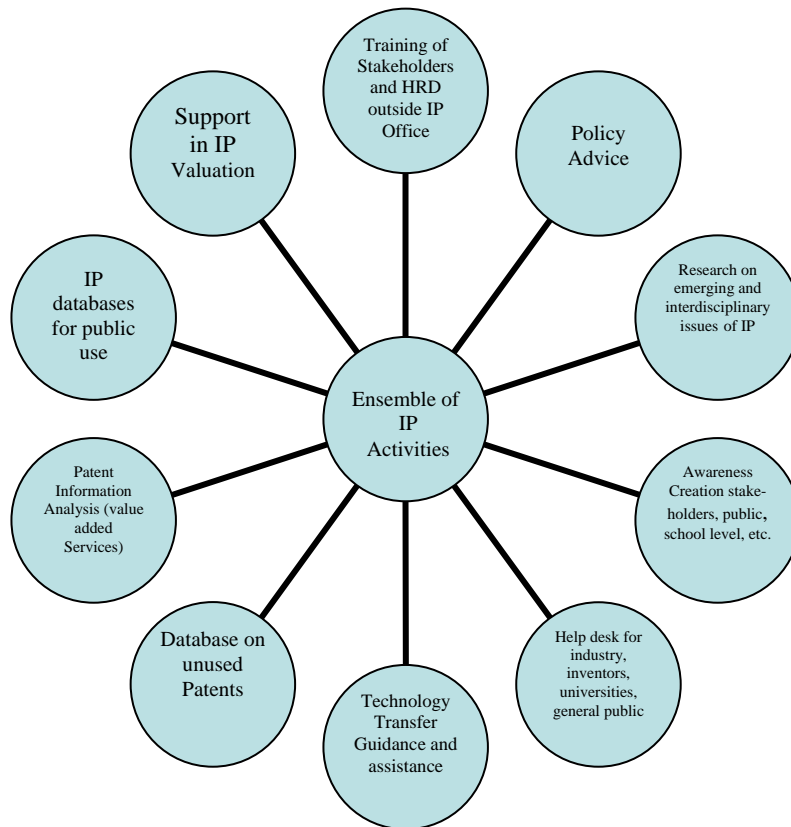 Training of
Stakeholders
and HRD
outside IP
Office
Policy
Advice
Research on
emerging and
interdisciplinary
issues of IP
Awareness
Creation stake-
holders, public,
school level, etc.
Help desk for
industry,
inventors,
universities,
general public
Technology
Transfer
Guidance and
assistance
Database on
unused
Patents
Patent
Information
Analysis (value
added
Services)
IP
databases
for public
use
Support
in IP
Valuation
Ensemble of
IP
Activities